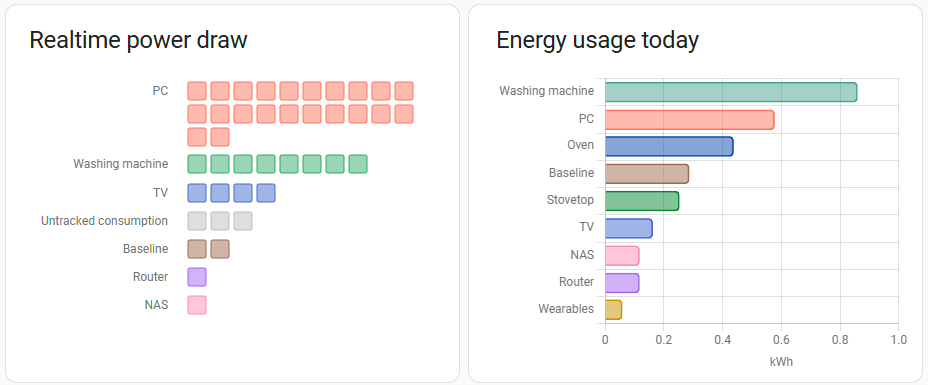 Realtime power draw
PC
Washing machine
TV
Untracked consumption
Baseline
Router
NAS
Energy usage today
Washing machine
PC
Oven
Baseline
Stovetop
TV
NAS
Router
Wearables
0 0.2 0.4 0.6 0.8 1.0
kWh